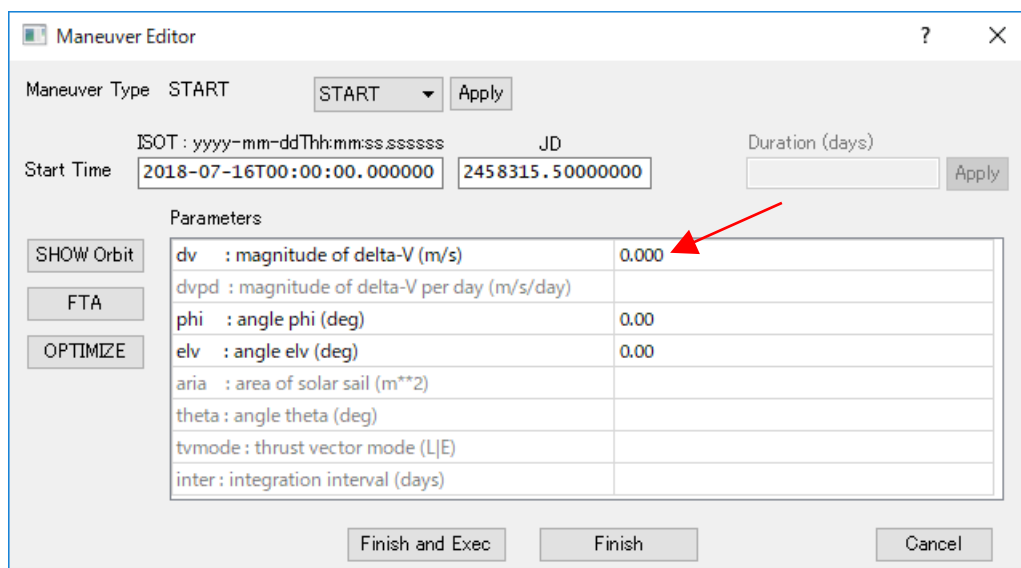 Maneuver Editor ? ×
Maneuver Type START START Apply
ISOT : yyyy-mm-ddThh:mm:ss.ssssss JD Duration (days)
Start Time 2018-07-16T00:00:00.000000 2458315.50000000 Apply
Parameters
SHOW Orbit
FTA
OPTIMIZE
dv : magnitude of delta-V (m/s) 0.000
dvpd : magnitude of delta-V per day (m/s/day)
phi : angle phi (deg) 0.00
elv : angle elv (deg) 0.00
aria : area of solar sail (m**2)
theta : angle theta (deg)
tvmode : thrust vector mode (L|E)
inter : integration interval (days)
Finish and Exec Finish Cancel